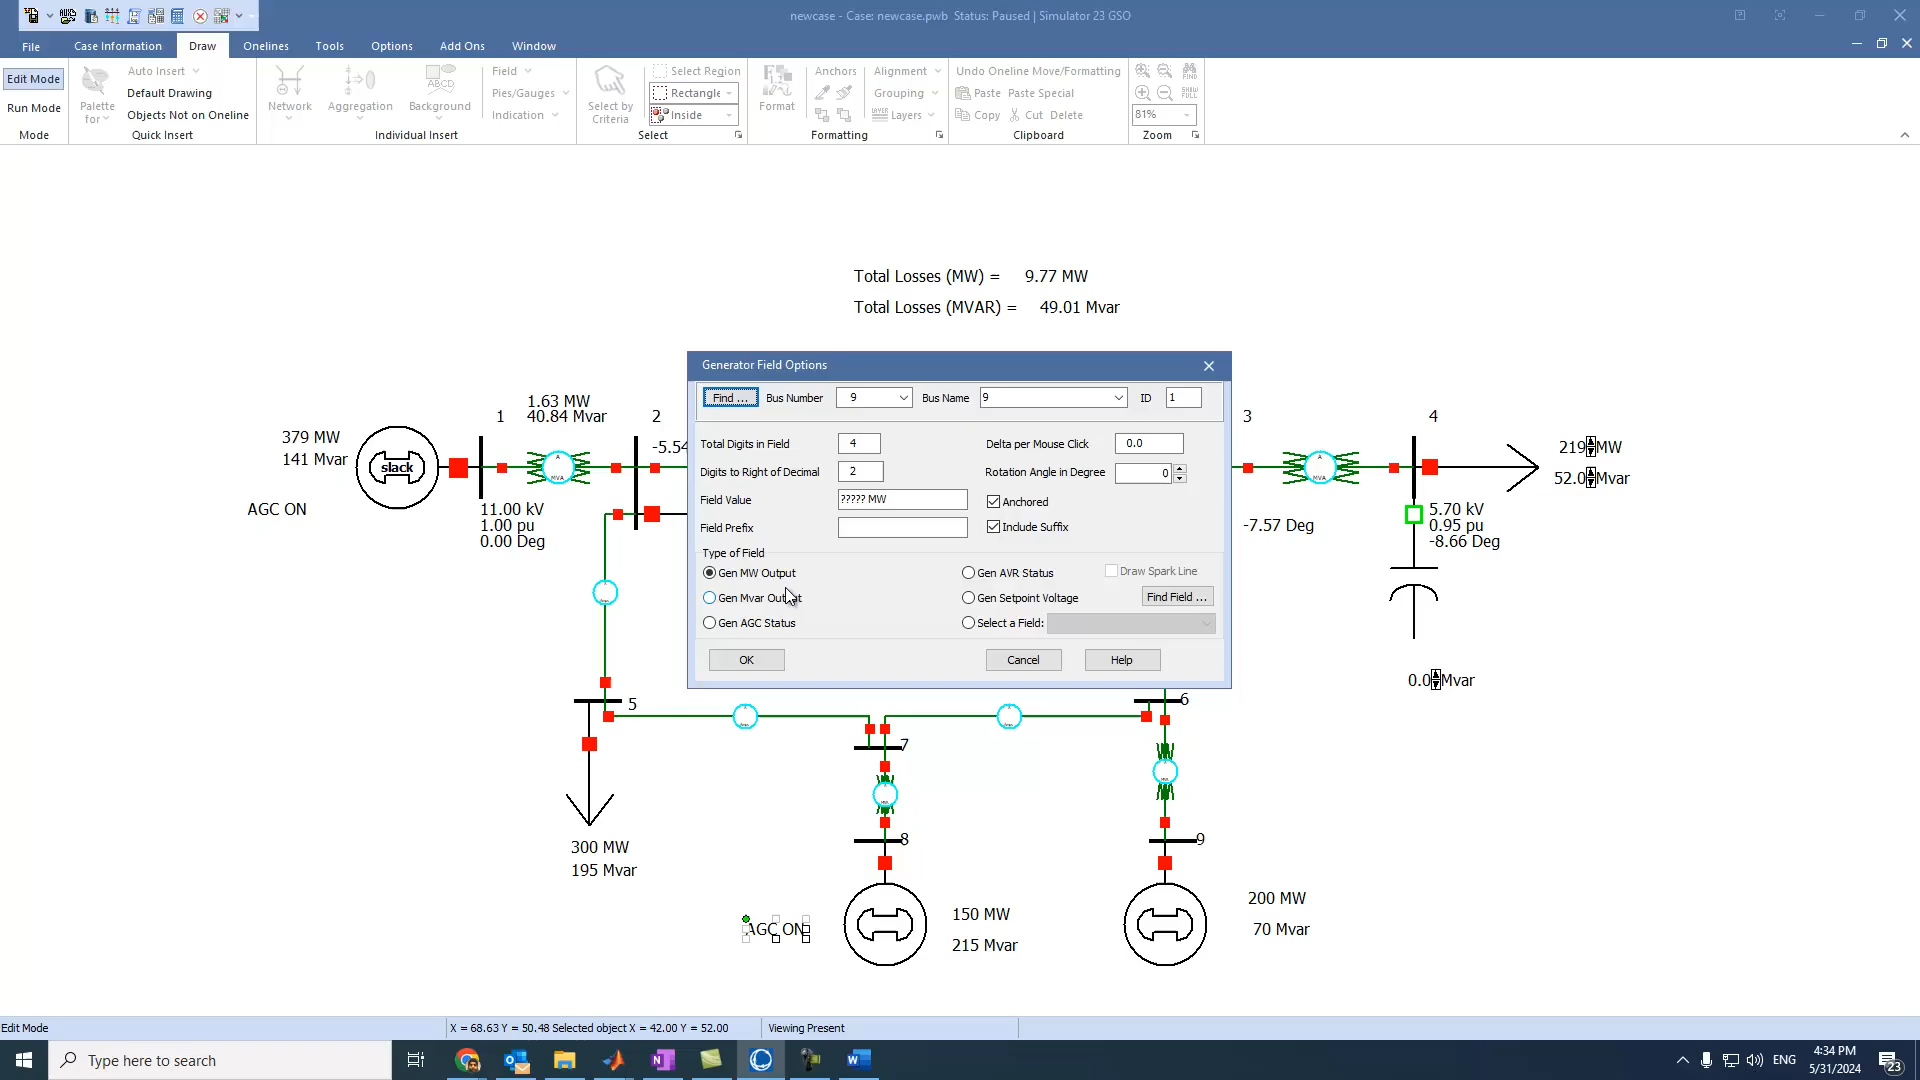 newcase - Case: newcase.pwb Status: Paused | Simulator 23 GSO
File Case Information Draw Onelines Tools Options Add Ons Window
Edit Mode
Run Mode
Mode
Palette for
Auto Insert
Default Drawing
Objects Not on Oneline
Quick Insert
Network
Aggregation
ABCD
Background
Field
Pies/Gauges
Indication
Individual Insert
Select by Criteria
Select Region
Rectangle
Inside
Select
Format
Anchors
Alignment
Grouping
Layers
Formatting
Undo Oneline Move/Formatting
Paste Paste Special
Copy Cut Delete
Clipboard
FIND
SHOW FULL
81%
Zoom
Total Losses (MW) = 9.77 MW
Total Losses (MVAR) = 49.01 Mvar
Generator Field Options
Find ... Bus Number 9 Bus Name 9 ID 1
Total Digits in Field 4 Delta per Mouse Click 0.0
Digits to Right of Decimal 2 Rotation Angle in Degree 0
Field Value ????? MW Anchored
Field Prefix Include Suffix
Type of Field
Gen MW Output Gen AVR Status Draw Spark Line
Gen Mvar Output Gen Setpoint Voltage Find Field ...
Gen AGC Status Select a Field:
OK Cancel Help
1.63 MW
40.84 Mvar
1
2
3
4
379 MW
141 Mvar
slack
A
MVA
-5.54
A
MVA
219 MW
52.0 Mvar
AGC ON
11.00 kV
1.00 pu
0.00 Deg
-7.57 Deg
5.70 kV
0.95 pu
-8.66 Deg
0.0 Mvar
5
6
7
8
9
300 MW
195 Mvar
AGC ON
150 MW
215 Mvar
200 MW
70 Mvar
Edit Mode X = 68.63 Y = 50.48 Selected object X = 42.00 Y = 52.00 Viewing Present
Type here to search
ENG
4:34 PM
5/31/2024
23